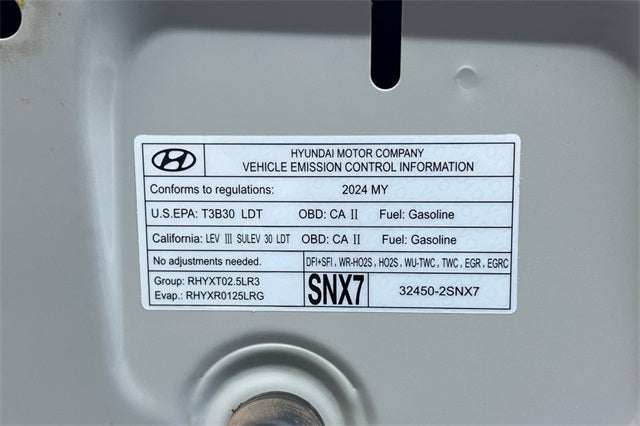 HYUNDAI MOTOR COMPANY
VEHICLE EMISSION CONTROL INFORMATION
Conforms to regulations: 2024 MY
U.S.EPA: T3B30 LDT OBD: CA II Fuel: Gasoline
California: LEV III SULEV 30 LDT OBD: CA II Fuel: Gasoline
No adjustments needed. DFI+SFI , WR-HO2S , HO2S , WU-TWC , TWC , EGR , EGRC
Group: RHYXT02.5LR3
Evap.: RHYXR0125LRG
SNX7 32450-2SNX7